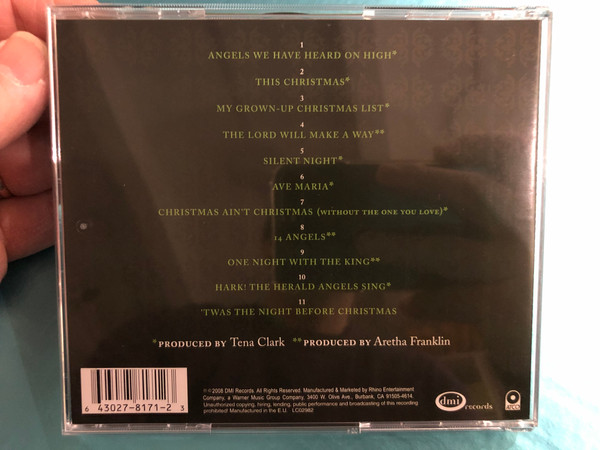 1
ANGELS WE HAVE HEARD ON HIGH*
2
THIS CHRISTMAS*
3
MY GROWN-UP CHRISTMAS LIST*
4
THE LORD WILL MAKE A WAY**
5
SILENT NIGHT*
6
AVE MARIA*
7
CHRISTMAS AIN'T CHRISTMAS (WITHOUT THE ONE YOU LOVE)*
8
14 ANGELS**
9
ONE NIGHT WITH THE KING**
10
HARK! THE HERALD ANGELS SING*
11
'TWAS THE NIGHT BEFORE CHRISTMAS
*PRODUCED BY Tena Clark **PRODUCED BY Aretha Franklin
6 43027-8171-2 3
℗ © 2008 DMI Records. All Rights Reserved. Manufactured & Marketed by Rhino Entertainment
Company, a Warner Music Group Company, 3400 W. Olive Ave., Burbank, CA 91505-4614.
Unauthorized copying, hiring, lending, public performance and broadcasting of this recording
prohibited! Manufactured in the E.U. LC02982
dmi records
ATCO